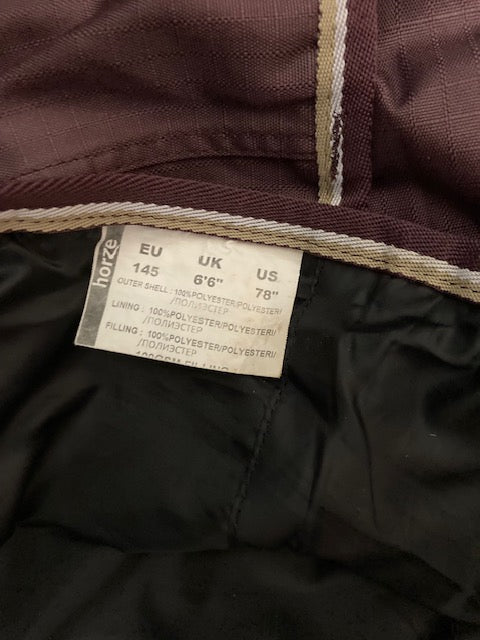 horze
EU UK US
145 6'6" 78"
OUTER SHELL : 100%POLYESTER/POLYESTERI/
/ПОЛИЭСТЕР
LINING : 100%POLYESTER/POLYESTERI/
/ПОЛИЭСТЕР
FILLING : 100%POLYESTER/POLYESTERI/
/ПОЛИЭСТЕР